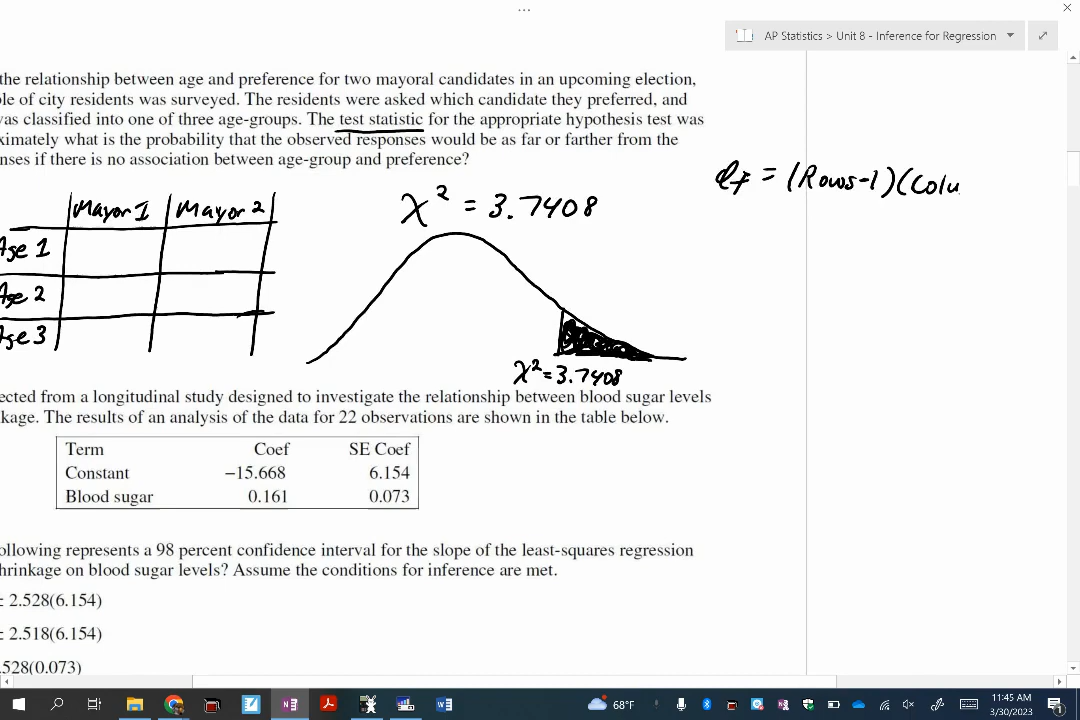 ...
AP Statistics > Unit 8 - Inference for Regression
the relationship between age and preference for two mayoral candidates in an upcoming election,
le of city residents was surveyed. The residents were asked which candidate they preferred, and
was classified into one of three age-groups. The test statistic for the appropriate hypothesis test was
ximately what is the probability that the observed responses would be as far or farther from the
nses if there is no association between age-group and preference?
df = (Rows-1)(Colu
Mayor 1 Mayor 2
χ² = 3.7408
Age 1
Age 2
Age 3
χ²=3.7408
ected from a longitudinal study designed to investigate the relationship between blood sugar levels
kage. The results of an analysis of the data for 22 observations are shown in the table below.
Term Coef SE Coef
Constant −15.668 6.154
Blood sugar 0.161 0.073
ollowing represents a 98 percent confidence interval for the slope of the least-squares regression
hrinkage on blood sugar levels? Assume the conditions for inference are met.
± 2.528(6.154)
± 2.518(6.154)
.528(0.073)
68°F
11:45 AM
3/30/2023